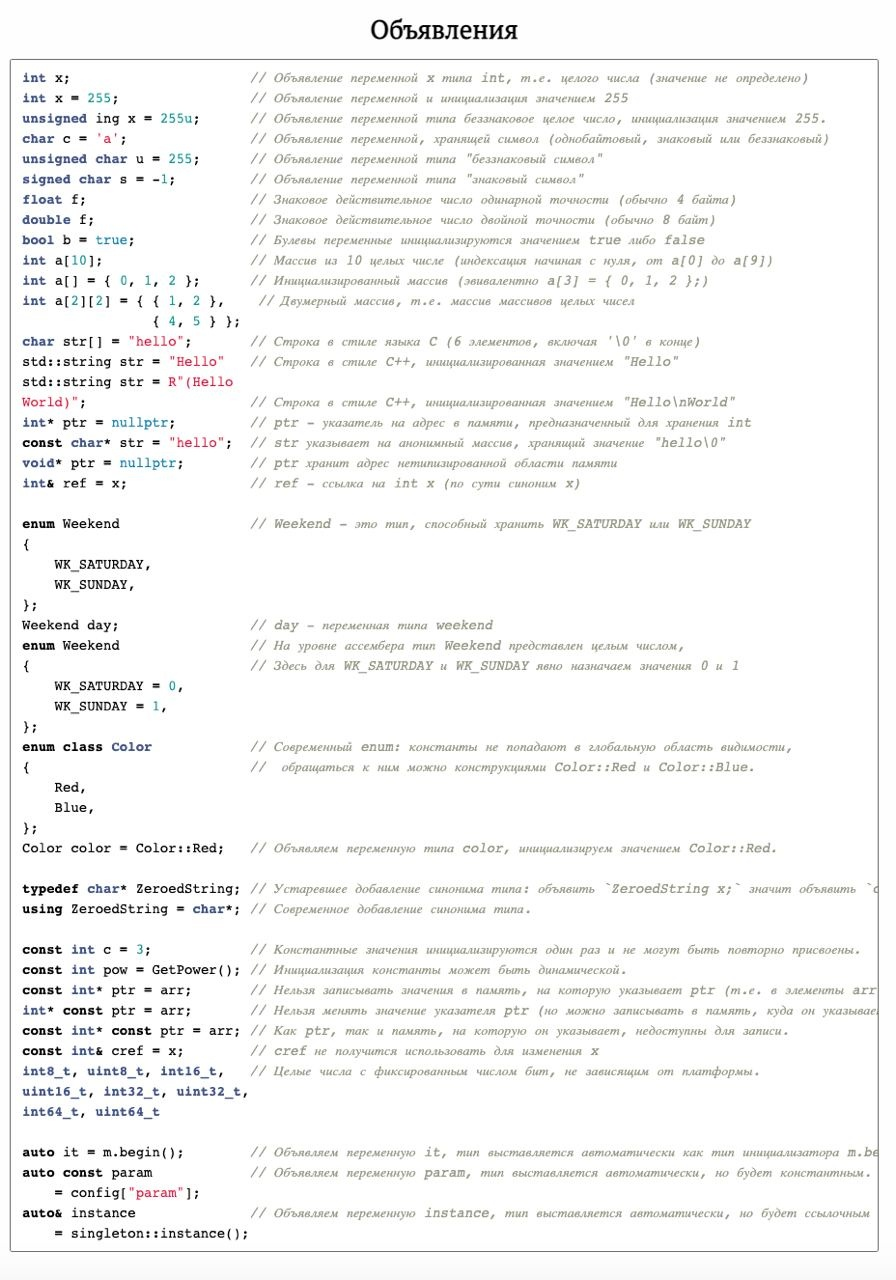 Объявления
int x; // Объявление переменной x типа int, т.е. целого числа (значение не определено)
int x = 255; // Объявление переменной и инициализация значением 255
unsigned ing x = 255u; // Объявление переменной типа беззнаковое целое число, инициализация значением 255.
char c = 'a'; // Объявление переменной, хранящей символ (однобайтовый, знаковый или беззнаковый)
unsigned char u = 255; // Объявление переменной типа "беззнаковый символ"
signed char s = -1; // Объявление переменной типа "знаковый символ"
float f; // Знаковое действительное число одинарной точности (обычно 4 байта)
double f; // Знаковое действительное число двойной точности (обычно 8 байт)
bool b = true; // Булевы переменные инициализируются значением true либо false
int a[10]; // Массив из 10 целых числе (индексация начиная с нуля, от a[0] до a[9])
int a[] = { 0, 1, 2 }; // Инициализированный массив (эвивалентно a[3] = { 0, 1, 2 };)
int a[2][2] = { { 1, 2 }, // Двумерный массив, т.е. массив массивов целых чисел
{ 4, 5 } };
char str[] = "hello"; // Строка в стиле языка C (6 элементов, включая '\0' в конце)
std::string str = "Hello" // Строка в стиле C++, инициализированная значением "Hello"
std::string str = R"(Hello
World)"; // Строка в стиле C++, инициализированная значением "Hello\nWorld"
int* ptr = nullptr; // ptr – указатель на адрес в памяти, предназначенный для хранения int
const char* str = "hello"; // str указывает на анонимный массив, хранящий значение "hello\0"
void* ptr = nullptr; // ptr хранит адрес нетипизированной области памяти
int& ref = x; // ref – ссылка на int x (по сути синоним x)
enum Weekend // Weekend – это тип, способный хранить WK_SATURDAY или WK_SUNDAY
{
WK_SATURDAY,
WK_SUNDAY,
};
Weekend day; // day – переменная типа weekend
enum Weekend // На уровне ассембера тип Weekend представлен целым числом,
{ // Здесь для WK_SATURDAY и WK_SUNDAY явно назначаем значения 0 и 1
WK_SATURDAY = 0,
WK_SUNDAY = 1,
};
enum class Color // Современный enum: константы не попадают в глобальную область видимости,
{ // обращаться к ним можно конструкциями Color::Red и Color::Blue.
Red,
Blue,
};
Color color = Color::Red; // Объявляем переменную типа color, инициализируем значением Color::Red.
typedef char* ZeroedString; // Устаревшее добавление синонима типа: объявить `ZeroedString x;` значит объявить `c
using ZeroedString = char*; // Современное добавление синонима типа.
const int c = 3; // Константные значения инициализируются один раз и не могут быть повторно присвоены.
const int pow = GetPower(); // Инициализация константы может быть динамической.
const int* ptr = arr; // Нельзя записывать значения в память, на которую указывает ptr (т.е. в элементы arr
int* const ptr = arr; // Нельзя менять значение указателя ptr (но можно записывать в память, куда он указывае
const int* const ptr = arr; // Как ptr, так и память, на которую он указывает, недоступны для записи.
const int& cref = x; // cref не получится использовать для изменения x
int8_t, uint8_t, int16_t, // Целые числа с фиксированным числом бит, не зависящим от платформы.
uint16_t, int32_t, uint32_t,
int64_t, uint64_t
auto it = m.begin(); // Объявляем переменную it, тип выставляется автоматически как тип инициализатора m.be
auto const param // Объявляем переменную param, тип выставляется автоматически, но будет константным.
= config["param"];
auto& instance // Объявляем переменную instance, тип выставляется автоматически, но будет ссылочным
= singleton::instance();